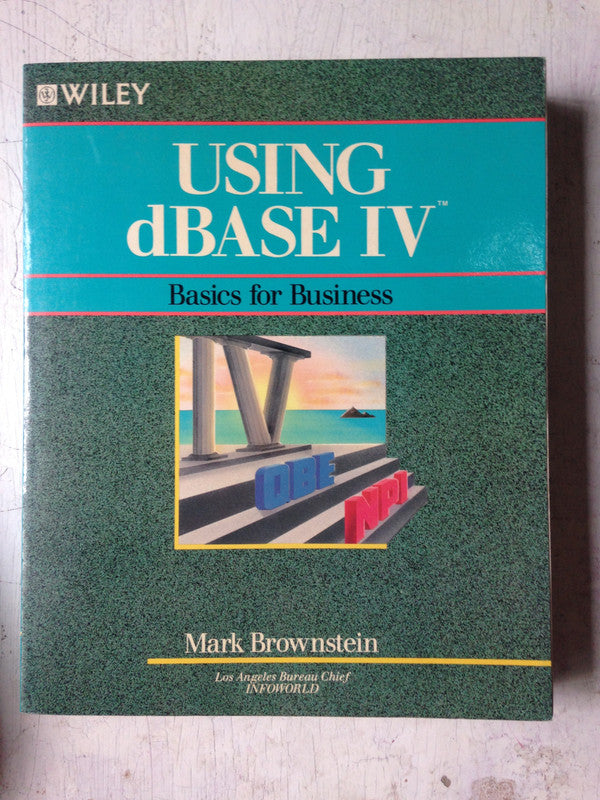 WILEY
USING
dBASE IV™
Basics for Business
IV
QBE
NPI
Mark Brownstein
Los Angeles Bureau Chief
INFOWORLD